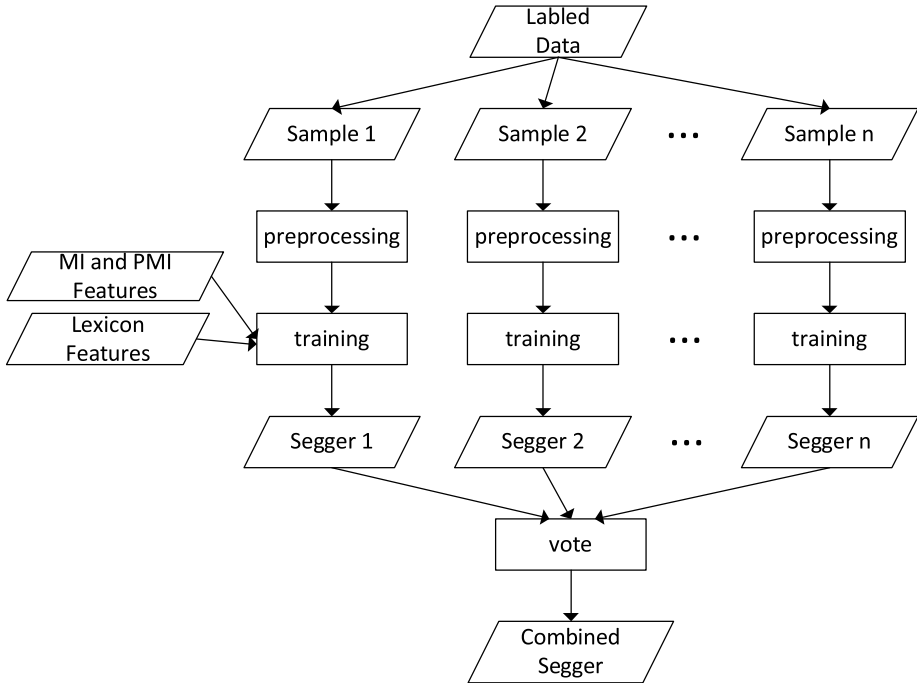 Labled
Data
Sample 1
Sample 2
...
Sample n
preprocessing
preprocessing
...
preprocessing
MI and PMI
Features
Lexicon
Features
training
training
...
training
Segger 1
Segger 2
...
Segger n
vote
Combined
Segger